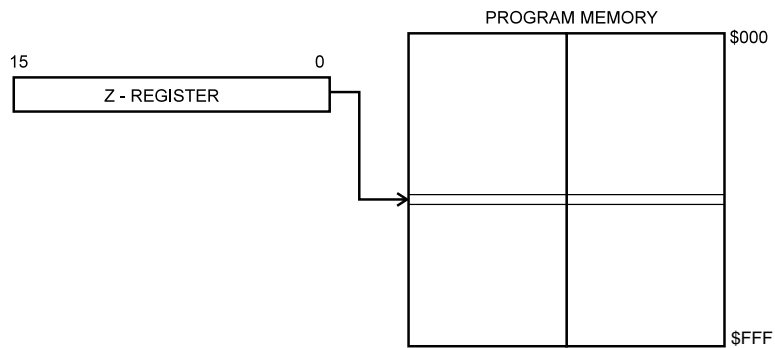 PROGRAM MEMORY
$000
15 0
Z - REGISTER
$FFF